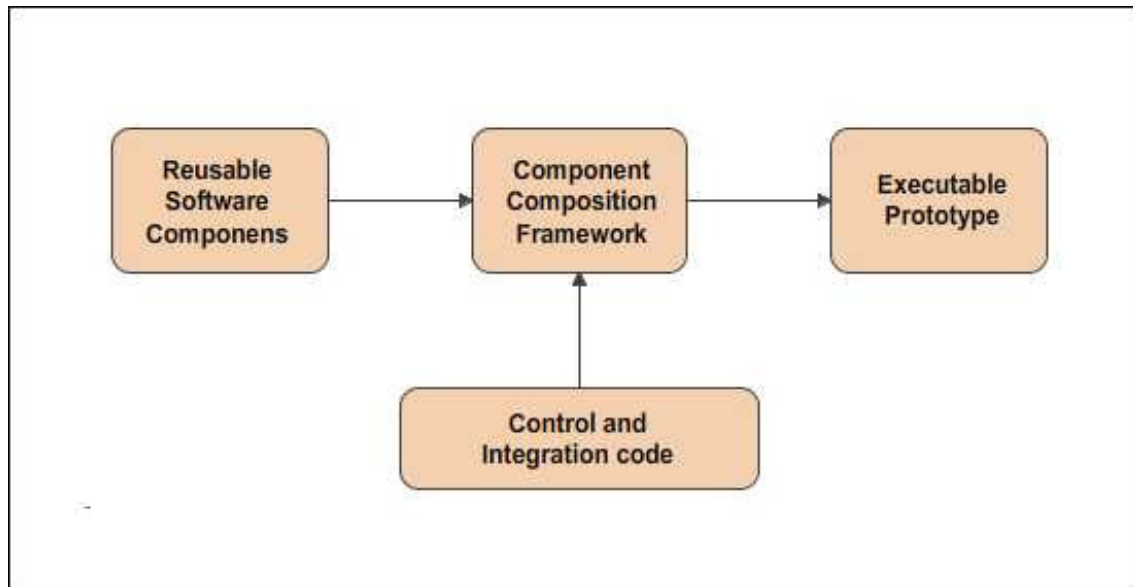 Reusable
Software
Componens
Component
Composition
Framework
Executable
Prototype
Control and
Integration code